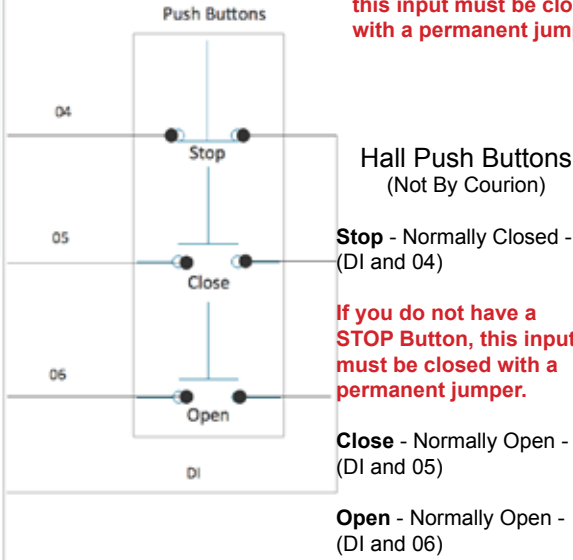 Push Buttons
this input must be clo
with a permanent jum
04
Stop
05
Close
06
Open
DI
Hall Push Buttons
(Not By Courion)
Stop - Normally Closed -
(DI and 04)
If you do not have a
STOP Button, this input
must be closed with a
permanent jumper.
Close - Normally Open -
(DI and 05)
Open - Normally Open -
(DI and 06)